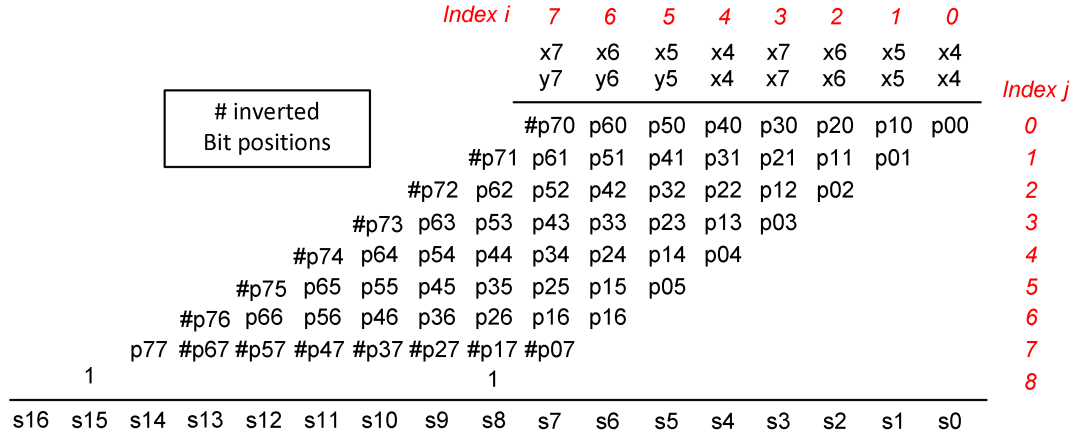 Index i 7 6 5 4 3 2 1 0
x7 x6 x5 x4 x7 x6 x5 x4
y7 y6 y5 x4 x7 x6 x5 x4
Index j
# inverted
Bit positions
#p70 p60 p50 p40 p30 p20 p10 p00 0
#p71 p61 p51 p41 p31 p21 p11 p01 1
#p72 p62 p52 p42 p32 p22 p12 p02 2
#p73 p63 p53 p43 p33 p23 p13 p03 3
#p74 p64 p54 p44 p34 p24 p14 p04 4
#p75 p65 p55 p45 p35 p25 p15 p05 5
#p76 p66 p56 p46 p36 p26 p16 p16 6
p77 #p67 #p57 #p47 #p37 #p27 #p17 #p07 7
1 1 8
s16 s15 s14 s13 s12 s11 s10 s9 s8 s7 s6 s5 s4 s3 s2 s1 s0